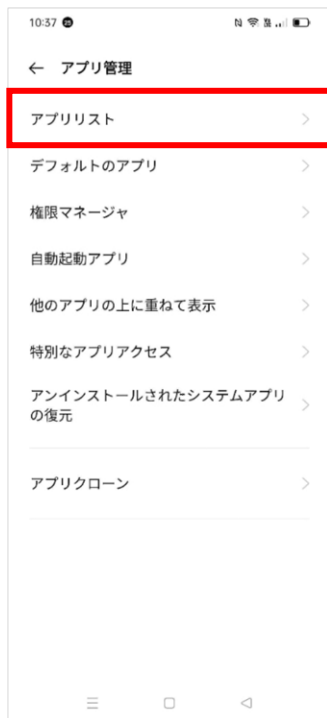 10:37
← アプリ管理
アプリリスト
デフォルトのアプリ
権限マネージャ
自動起動アプリ
他のアプリの上に重ねて表示
特別なアプリアクセス
アンインストールされたシステムアプリ
の復元
アプリクローン